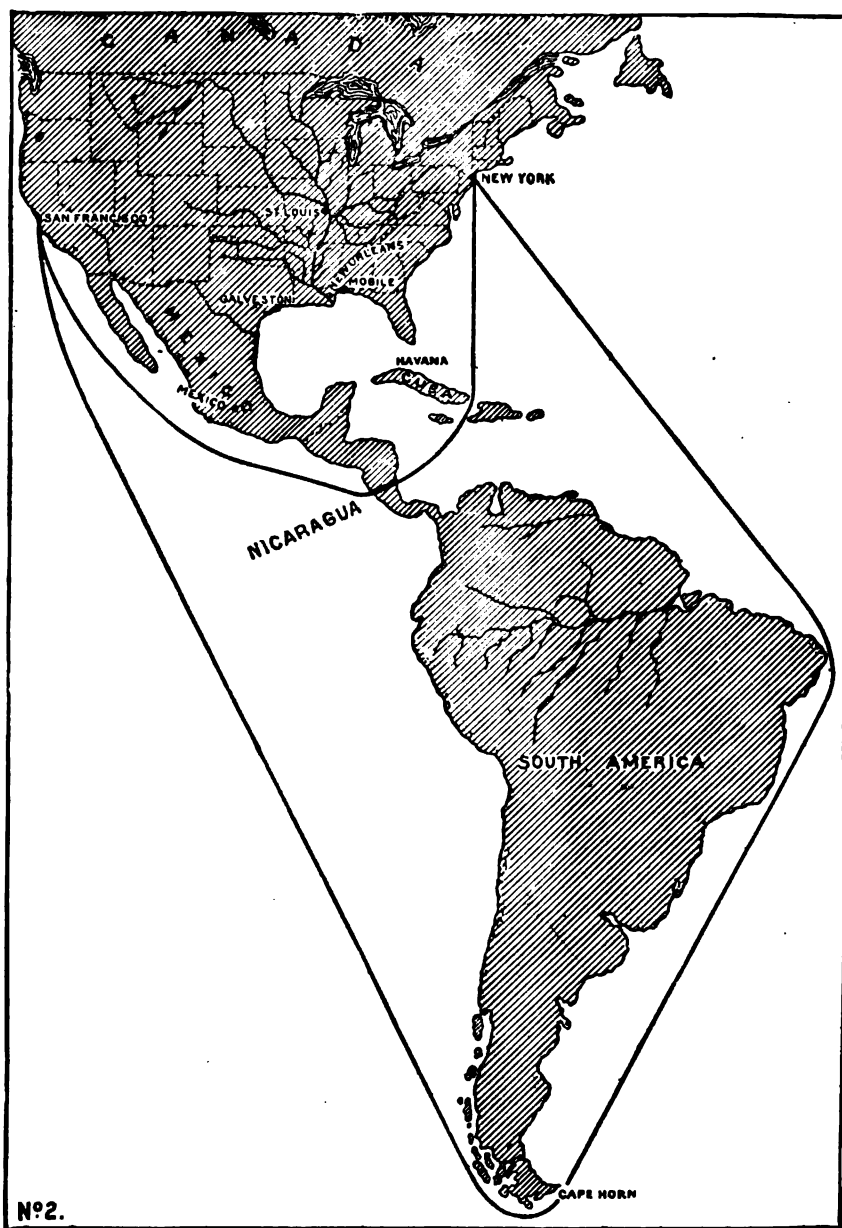 CANADA
NEW YORK
SAN FRANCISCO
ST LOUIS
NEW ORLEANS
MOBILE
GALVESTON
MEXICO
HAVANA
CUBA
MEXICO
NICARAGUA
SOUTH AMERICA
CAPE HORN
Nº2.